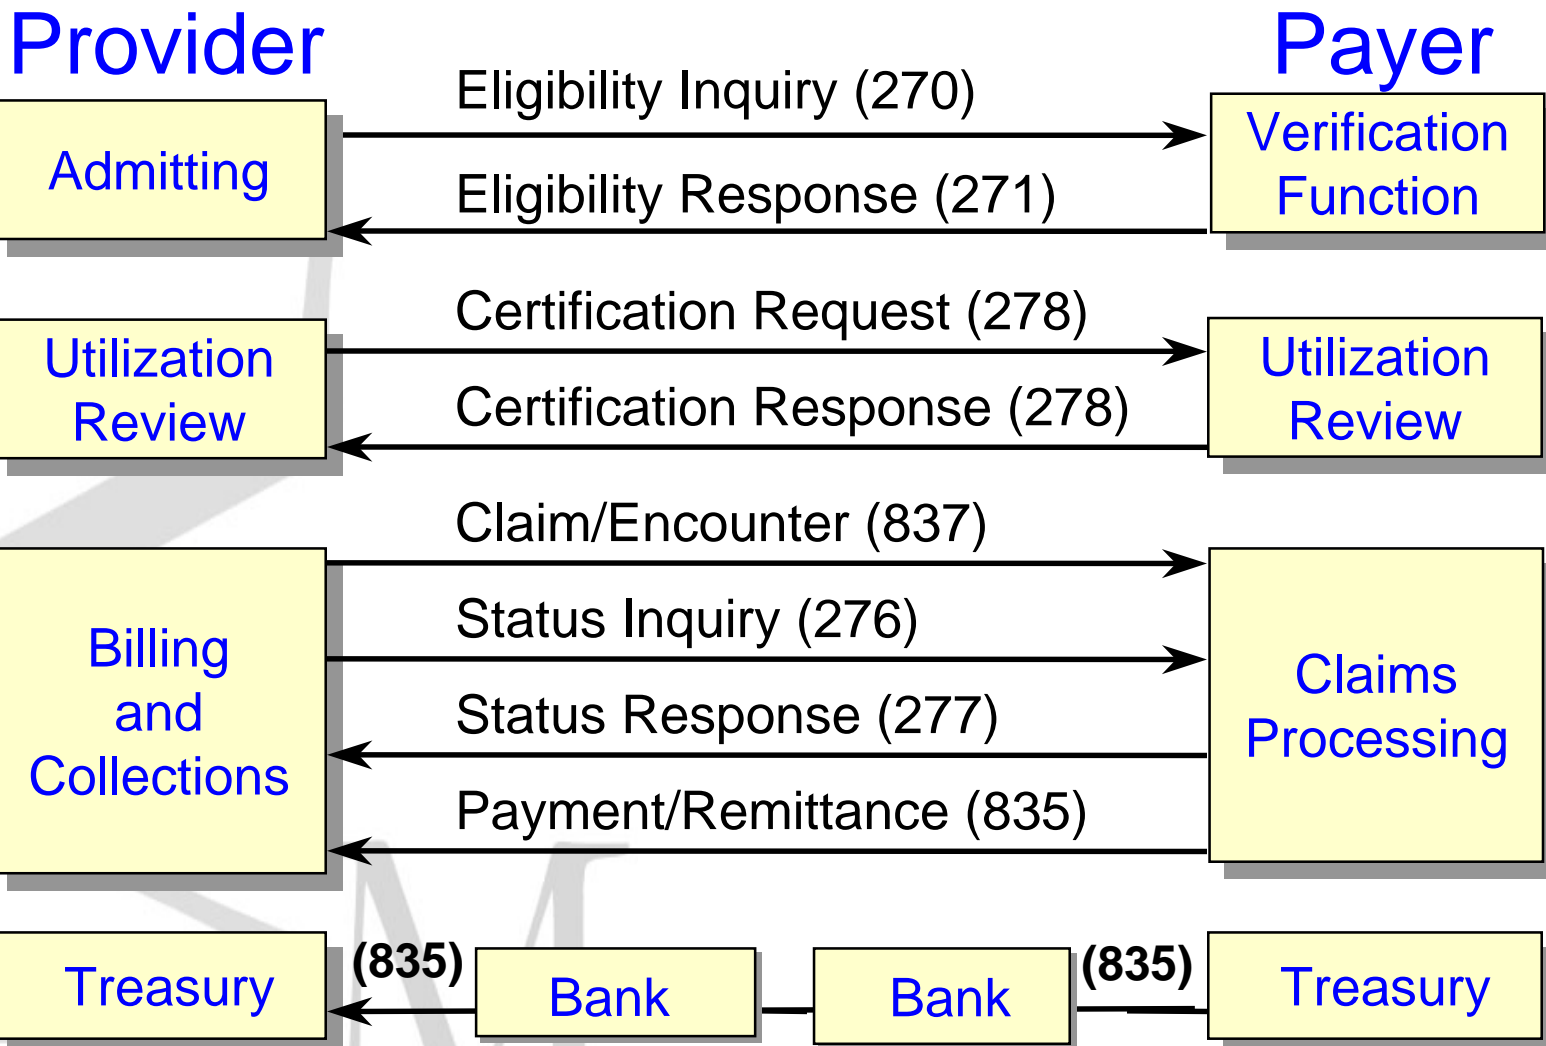 Provider
Payer
Eligibility Inquiry (270)
Admitting
Verification
Function
Eligibility Response (271)
Certification Request (278)
Utilization
Review
Utilization
Review
Certification Response (278)
Claim/Encounter (837)
Status Inquiry (276)
Billing
and
Collections
Claims
Processing
Status Response (277)
Payment/Remittance (835)
Treasury
(835)
Bank
Bank
(835)
Treasury